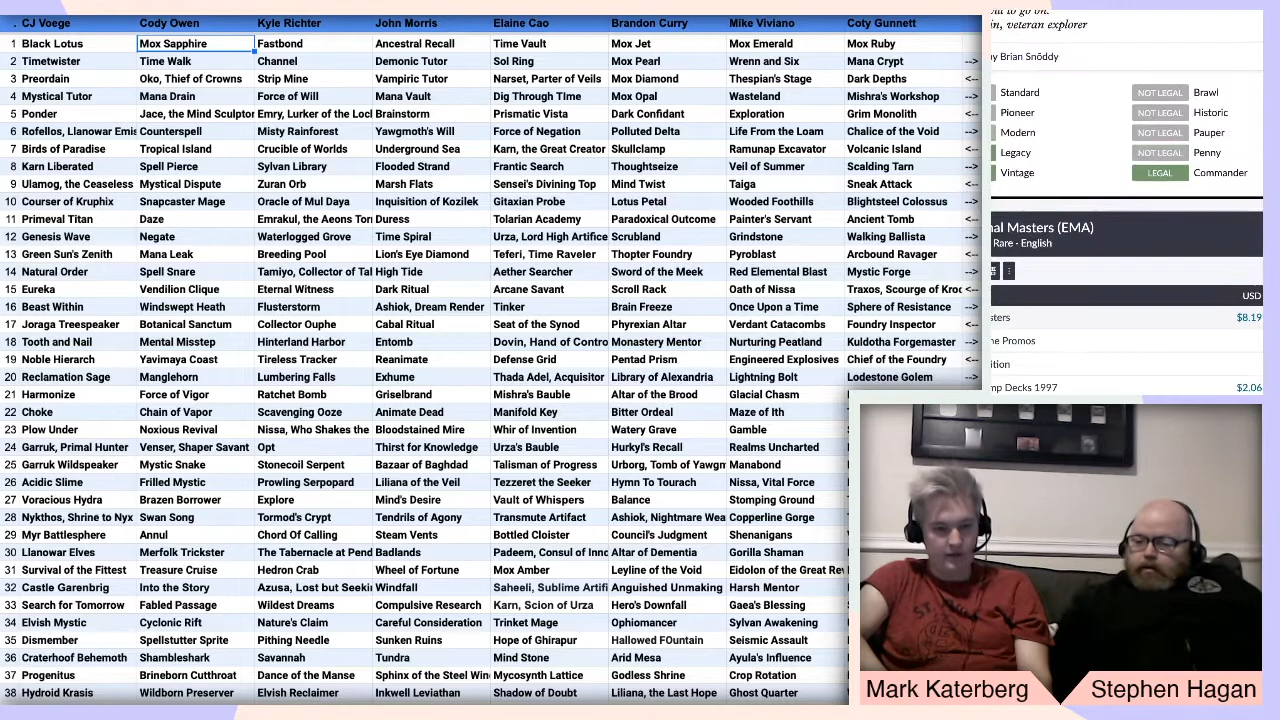 . CJ Voege Cody Owen Kyle Richter John Morris Elaine Cao Brandon Curry Mike Viviano Coty Gunnett
1 Black Lotus Mox Sapphire Fastbond Ancestral Recall Time Vault Mox Jet Mox Emerald Mox Ruby
2 Timetwister Time Walk Channel Demonic Tutor Sol Ring Mox Pearl Wrenn and Six Mana Crypt -->
3 Preordain Oko, Thief of Crowns Strip Mine Vampiric Tutor Narset, Parter of Veils Mox Diamond Thespian's Stage Dark Depths <--
4 Mystical Tutor Mana Drain Force of Will Mana Vault Dig Through TIme Mox Opal Wasteland Mishra's Workshop -->
5 Ponder Jace, the Mind Sculptor Emry, Lurker of the Loch Brainstorm Prismatic Vista Dark Confidant Exploration Grim Monolith <--
6 Rofellos, Llanowar Emis Counterspell Misty Rainforest Yawgmoth's Will Force of Negation Polluted Delta Life From the Loam Chalice of the Void -->
7 Birds of Paradise Tropical Island Crucible of Worlds Underground Sea Karn, the Great Creator Skullclamp Ramunap Excavator Volcanic Island <--
8 Karn Liberated Spell Pierce Sylvan Library Flooded Strand Frantic Search Thoughtseize Veil of Summer Scalding Tarn -->
9 Ulamog, the Ceaseless Mystical Dispute Zuran Orb Marsh Flats Sensei's Divining Top Mind Twist Taiga Sneak Attack <--
10 Courser of Kruphix Snapcaster Mage Oracle of Mul Daya Inquisition of Kozilek Gitaxian Probe Lotus Petal Wooded Foothills Blightsteel Colossus -->
11 Primeval Titan Daze Emrakul, the Aeons Torn Duress Tolarian Academy Paradoxical Outcome Painter's Servant Ancient Tomb <--
12 Genesis Wave Negate Waterlogged Grove Time Spiral Urza, Lord High Artifice Scrubland Grindstone Walking Ballista -->
13 Green Sun's Zenith Mana Leak Breeding Pool Lion's Eye Diamond Teferi, Time Raveler Thopter Foundry Pyroblast Arcbound Ravager <--
14 Natural Order Spell Snare Tamiyo, Collector of Tal High Tide Aether Searcher Sword of the Meek Red Elemental Blast Mystic Forge -->
15 Eureka Vendilion Clique Eternal Witness Dark Ritual Arcane Savant Scroll Rack Oath of Nissa Traxos, Scourge of Kroo <--
16 Beast Within Windswept Heath Flusterstorm Ashiok, Dream Render Tinker Brain Freeze Once Upon a Time Sphere of Resistance -->
17 Joraga Treespeaker Botanical Sanctum Collector Ouphe Cabal Ritual Seat of the Synod Phyrexian Altar Verdant Catacombs Foundry Inspector <--
18 Tooth and Nail Mental Misstep Hinterland Harbor Entomb Dovin, Hand of Contro Monastery Mentor Nurturing Peatland Kuldotha Forgemaster -->
19 Noble Hierarch Yavimaya Coast Tireless Tracker Reanimate Defense Grid Pentad Prism Engineered Explosives Chief of the Foundry <--
20 Reclamation Sage Manglehorn Lumbering Falls Exhume Thada Adel, Acquisitor Library of Alexandria Lightning Bolt Lodestone Golem -->
21 Harmonize Force of Vigor Ratchet Bomb Griselbrand Mishra's Bauble Altar of the Brood Glacial Chasm
22 Choke Chain of Vapor Scavenging Ooze Animate Dead Manifold Key Bitter Ordeal Maze of Ith
23 Plow Under Noxious Revival Nissa, Who Shakes the Bloodstained Mire Whir of Invention Watery Grave Gamble
24 Garruk, Primal Hunter Venser, Shaper Savant Opt Thirst for Knowledge Urza's Bauble Hurkyl's Recall Realms Uncharted
25 Garruk Wildspeaker Mystic Snake Stonecoil Serpent Bazaar of Baghdad Talisman of Progress Urborg, Tomb of Yawgm Manabond
26 Acidic Slime Frilled Mystic Prowling Serpopard Liliana of the Veil Tezzeret the Seeker Hymn To Tourach Nissa, Vital Force
27 Voracious Hydra Brazen Borrower Explore Mind's Desire Vault of Whispers Balance Stomping Ground
28 Nykthos, Shrine to Nyx Swan Song Tormod's Crypt Tendrils of Agony Transmute Artifact Ashiok, Nightmare Wea Copperline Gorge
29 Myr Battlesphere Annul Chord Of Calling Steam Vents Bottled Cloister Council's Judgment Shenanigans
30 Llanowar Elves Merfolk Trickster The Tabernacle at Pend Badlands Padeem, Consul of Inno Altar of Dementia Gorilla Shaman
31 Survival of the Fittest Treasure Cruise Hedron Crab Wheel of Fortune Mox Amber Leyline of the Void Eidolon of the Great Rev
32 Castle Garenbrig Into the Story Azusa, Lost but Seekin Windfall Saheeli, Sublime Artifi Anguished Unmaking Harsh Mentor
33 Search for Tomorrow Fabled Passage Wildest Dreams Compulsive Research Karn, Scion of Urza Hero's Downfall Gaea's Blessing
34 Elvish Mystic Cyclonic Rift Nature's Claim Careful Consideration Trinket Mage Ophiomancer Sylvan Awakening
35 Dismember Spellstutter Sprite Pithing Needle Sunken Ruins Hope of Ghirapur Hallowed FOuntain Seismic Assault
36 Craterhoof Behemoth Shambleshark Savannah Tundra Mind Stone Arid Mesa Ayula's Influence
37 Progenitus Brineborn Cutthroat Dance of the Manse Sphinx of the Steel Win Mycosynth Lattice Godless Shrine Crop Rotation
38 Hydroid Krasis Wildborn Preserver Elvish Reclaimer Inkwell Leviathan Shadow of Doubt Liliana, the Last Hope Ghost Quarter
in, veteran explorer
y Brian Snōddy
Standard NOT LEGAL Brawl
Pioneer NOT LEGAL Historic
Modern NOT LEGAL Pauper
Legacy NOT LEGAL Penny
Vintage LEGAL Commander
nal Masters (EMA)
Rare · English
USD
sters $8.19
ne Promos
ition
mp Decks 1997 $2.06
Mark Katerberg Stephen Hagan